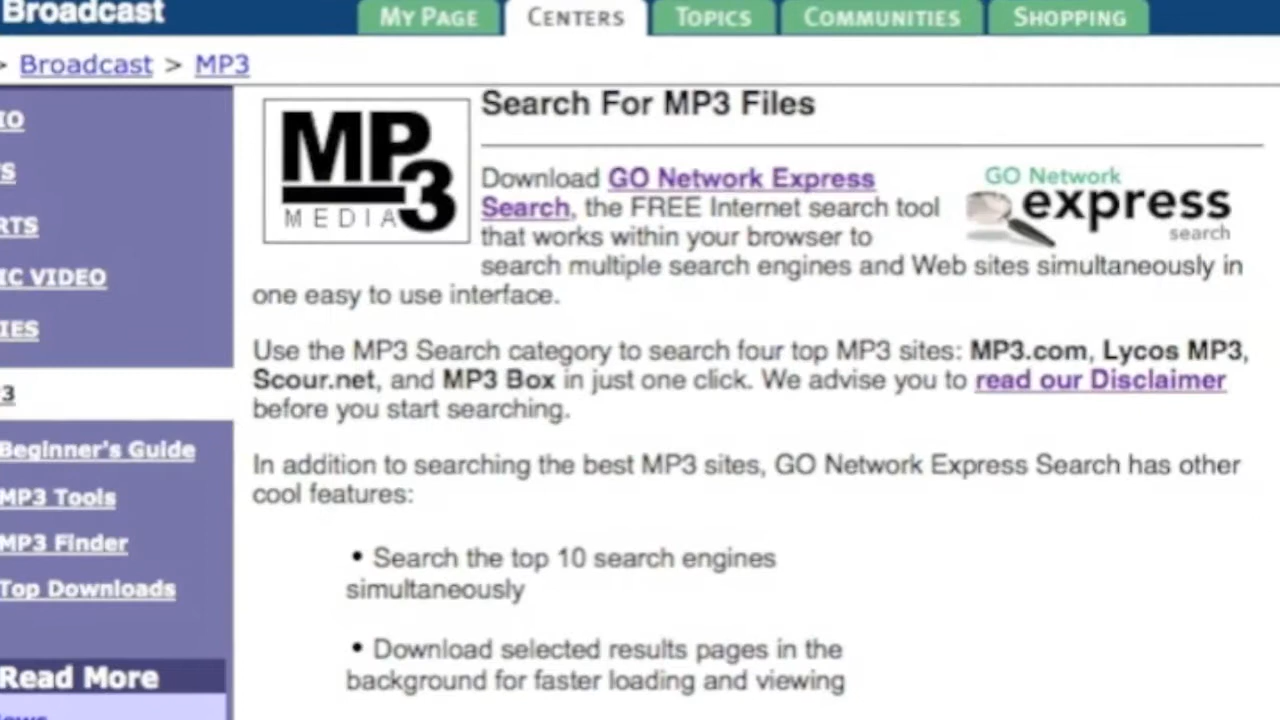 Broadcast
MY PAGE
CENTERS
TOPICS
COMMUNITIES
SHOPPING
> Broadcast > MP3
IO
S
RTS
IC VIDEO
IES
3
Beginner's Guide
MP3 Tools
MP3 Finder
Top Downloads
Read More
MP3
MEDIA
Search For MP3 Files
Download GO Network Express
Search, the FREE Internet search tool
that works within your browser to
search multiple search engines and Web sites simultaneously in
one easy to use interface.
GO Network
express
search
Use the MP3 Search category to search four top MP3 sites: MP3.com, Lycos MP3,
Scour.net, and MP3 Box in just one click. We advise you to read our Disclaimer
before you start searching.
In addition to searching the best MP3 sites, GO Network Express Search has other
cool features:
• Search the top 10 search engines
simultaneously
• Download selected results pages in the
background for faster loading and viewing